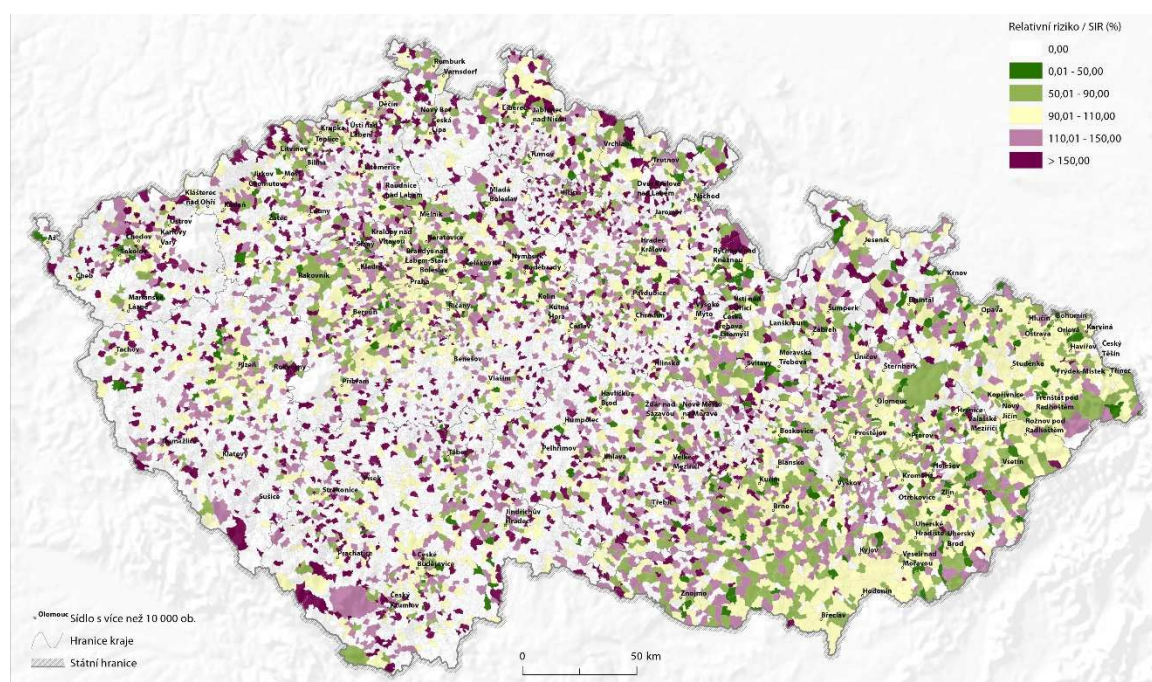 Relativní riziko / SIR (%)
0,00
0,01 - 50,00
50,01 - 90,00
90,01 - 110,00
110,01 - 150,00
> 150,00
Rumburk
Varnsdorf
Děčín
Nový Bor
Česká
Lípa
Liberec
Jablonec
nad Nisou
Krupka
Teplice
Ústí nad
Labem
Litvínov
Bílina
Most
Jirkov
Chomutov
Litoměřice
Turnov
Vrchlabí
Trutnov
Dvůr Králové
nad Labem
Náchod
Jaroměř
Jičín
Klášterec
nad Ohří
Kadaň
Roudnice
nad Labem
Mladá
Boleslav
Ostrov
Karlovy
Vary
Chodov
Sokolov
Aš
Cheb
Žatec
Louny
Mělník
Kralupy nad
Vltavou
Neratovice
Slaný
Brandýs nad
Labem-Stará
Boleslav
Čelákovice
Nymburk
Poděbrady
Hradec
Králové
Rychnov nad
Kněžnou
Jeseník
Krnov
Rakovník
Kladno
Praha
Mariánské
Lázně
Beroun
Říčany
Kolín
Kutná
Hora
Čáslav
Pardubice
Chrudim
Vysoké
Mýto
Ústí nad
Orlicí
Česká
Třebová
Litomyšl
Lanškroun
Šumperk
Zábřeh
Bruntál
Opava
Hlučín
Bohumín
Ostrava
Orlová
Karviná
Havířov
Český
Těšín
Tachov
Plzeň
Rokycany
Příbram
Benešov
Vlašim
Hlinsko
Svitavy
Moravská
Třebová
Uničov
Šternberk
Studénka
Frýdek-Místek
Třinec
Havlíčkův
Brod
Žďár nad
Sázavou
Nové Město
na Moravě
Olomouc
Hranice
Kopřivnice
Nový
Jičín
Frenštát pod
Radhoštěm
Valašské
Meziříčí
Rožnov pod
Radhoštěm
Domažlice
Klatovy
Tábor
Humpolec
Pelhřimov
Jihlava
Velké
Meziříčí
Boskovice
Prostějov
Přerov
Blansko
Vsetín
Holešov
Sušice
Strakonice
Písek
Kuřim
Vyškov
Kroměříž
Otrokovice
Zlín
Třebíč
Brno
Jindřichův
Hradec
Uherské
Hradiště
Uherský
Brod
Prachatice
České
Budějovice
Kyjov
Veselí nad
Moravou
Český
Krumlov
Znojmo
Hodonín
Břeclav
Olomouc Sídlo s více než 10 000 ob.
Hranice kraje
Státní hranice
0 50 km